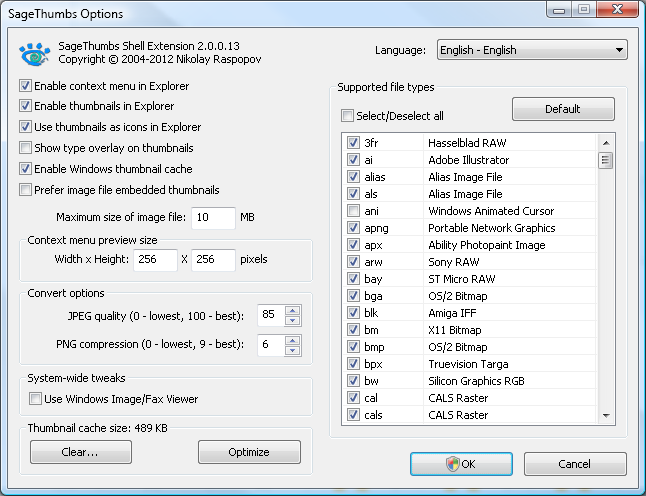 SageThumbs Options
SageThumbs Shell Extension 2.0.0.13
Copyright © 2004-2012 Nikolay Raspopov
Language: English - English
Enable context menu in Explorer
Enable thumbnails in Explorer
Use thumbnails as icons in Explorer
Show type overlay on thumbnails
Enable Windows thumbnail cache
Prefer image file embedded thumbnails
Maximum size of image file: 10 MB
Context menu preview size
Width x Height: 256 X 256 pixels
Convert options
JPEG quality (0 - lowest, 100 - best): 85
PNG compression (0 - lowest, 9 - best): 6
System-wide tweaks
Use Windows Image/Fax Viewer
Thumbnail cache size: 489 KB
Clear... Optimize
Supported file types
Select/Deselect all Default
3fr Hasselblad RAW
ai Adobe Illustrator
alias Alias Image File
als Alias Image File
ani Windows Animated Cursor
apng Portable Network Graphics
apx Ability Photopaint Image
arw Sony RAW
bay ST Micro RAW
bga OS/2 Bitmap
blk Amiga IFF
bm X11 Bitmap
bmp OS/2 Bitmap
bpx Truevision Targa
bw Silicon Graphics RGB
cal CALS Raster
cals CALS Raster
OK Cancel